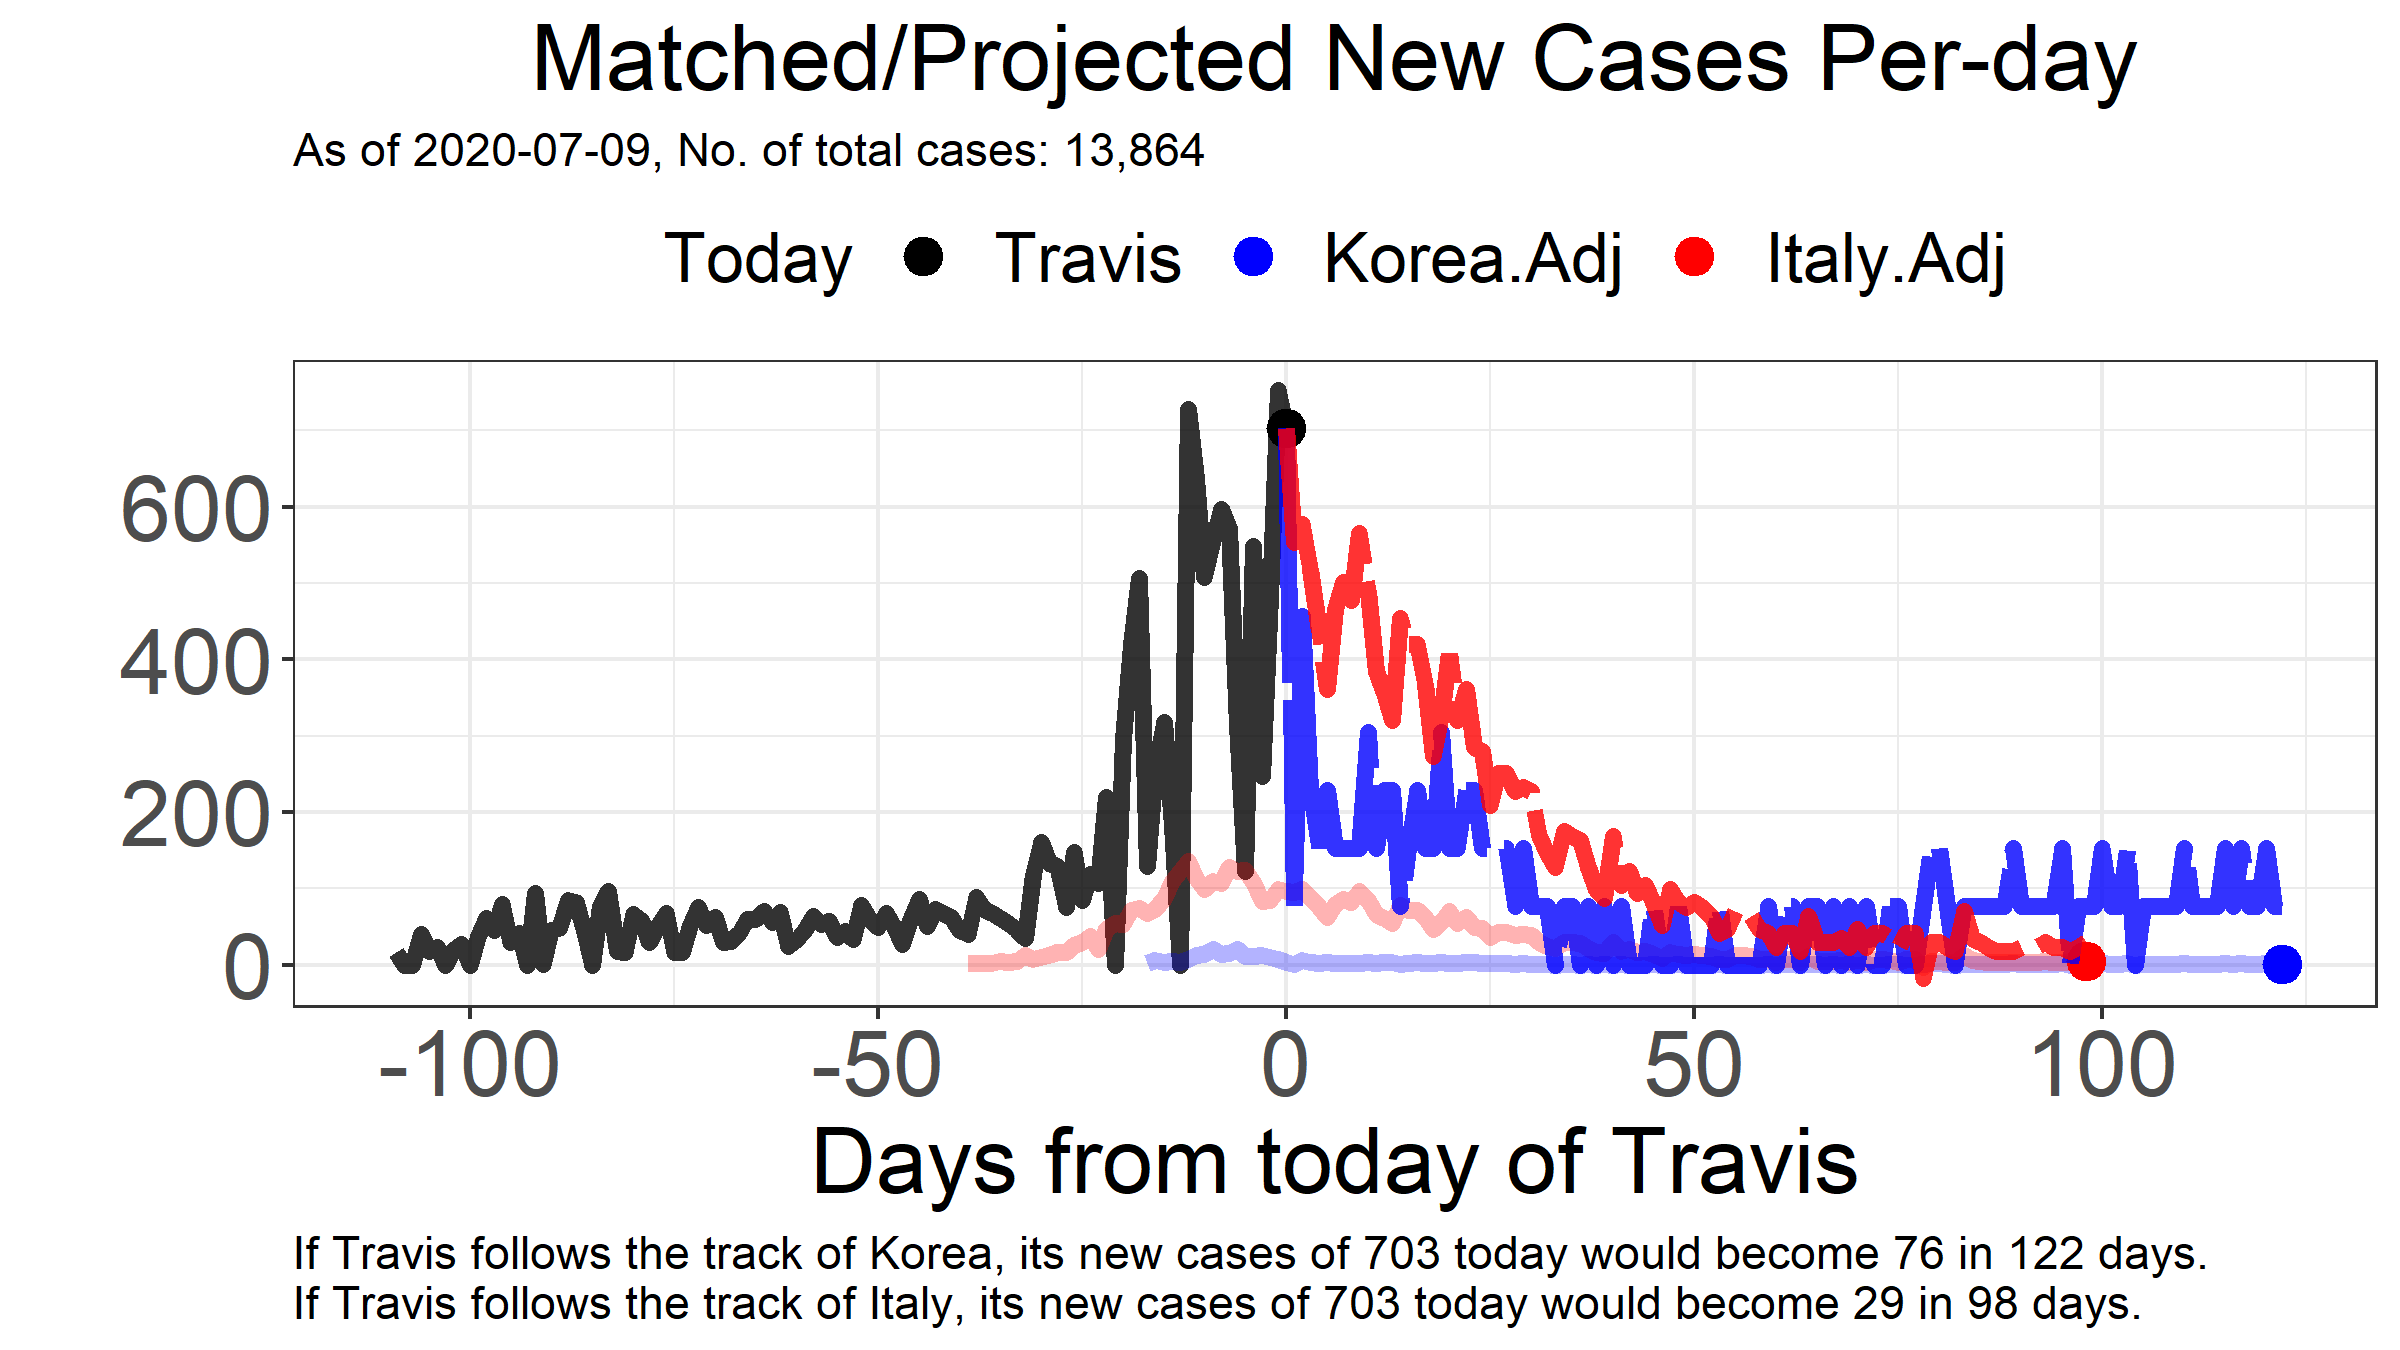 Matched/Projected New Cases Per-day
As of 2020-07-09, No. of total cases: 13,864
Today Travis Korea.Adj Italy.Adj
600
400
200
0
-100 -50 0 50 100
Days from today of Travis
If Travis follows the track of Korea, its new cases of 703 today would become 76 in 122 days.
If Travis follows the track of Italy, its new cases of 703 today would become 29 in 98 days.